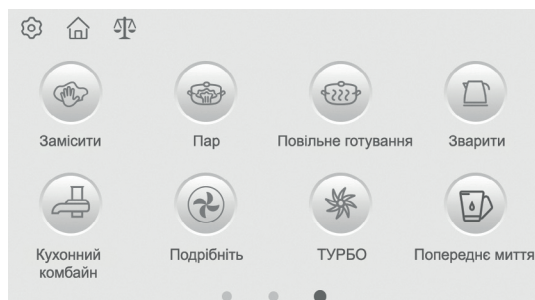 Замісити
Пар
Повільне готування
Зварити
Кухонний
комбайн
Подрібніть
ТУРБО
Попереднє миття